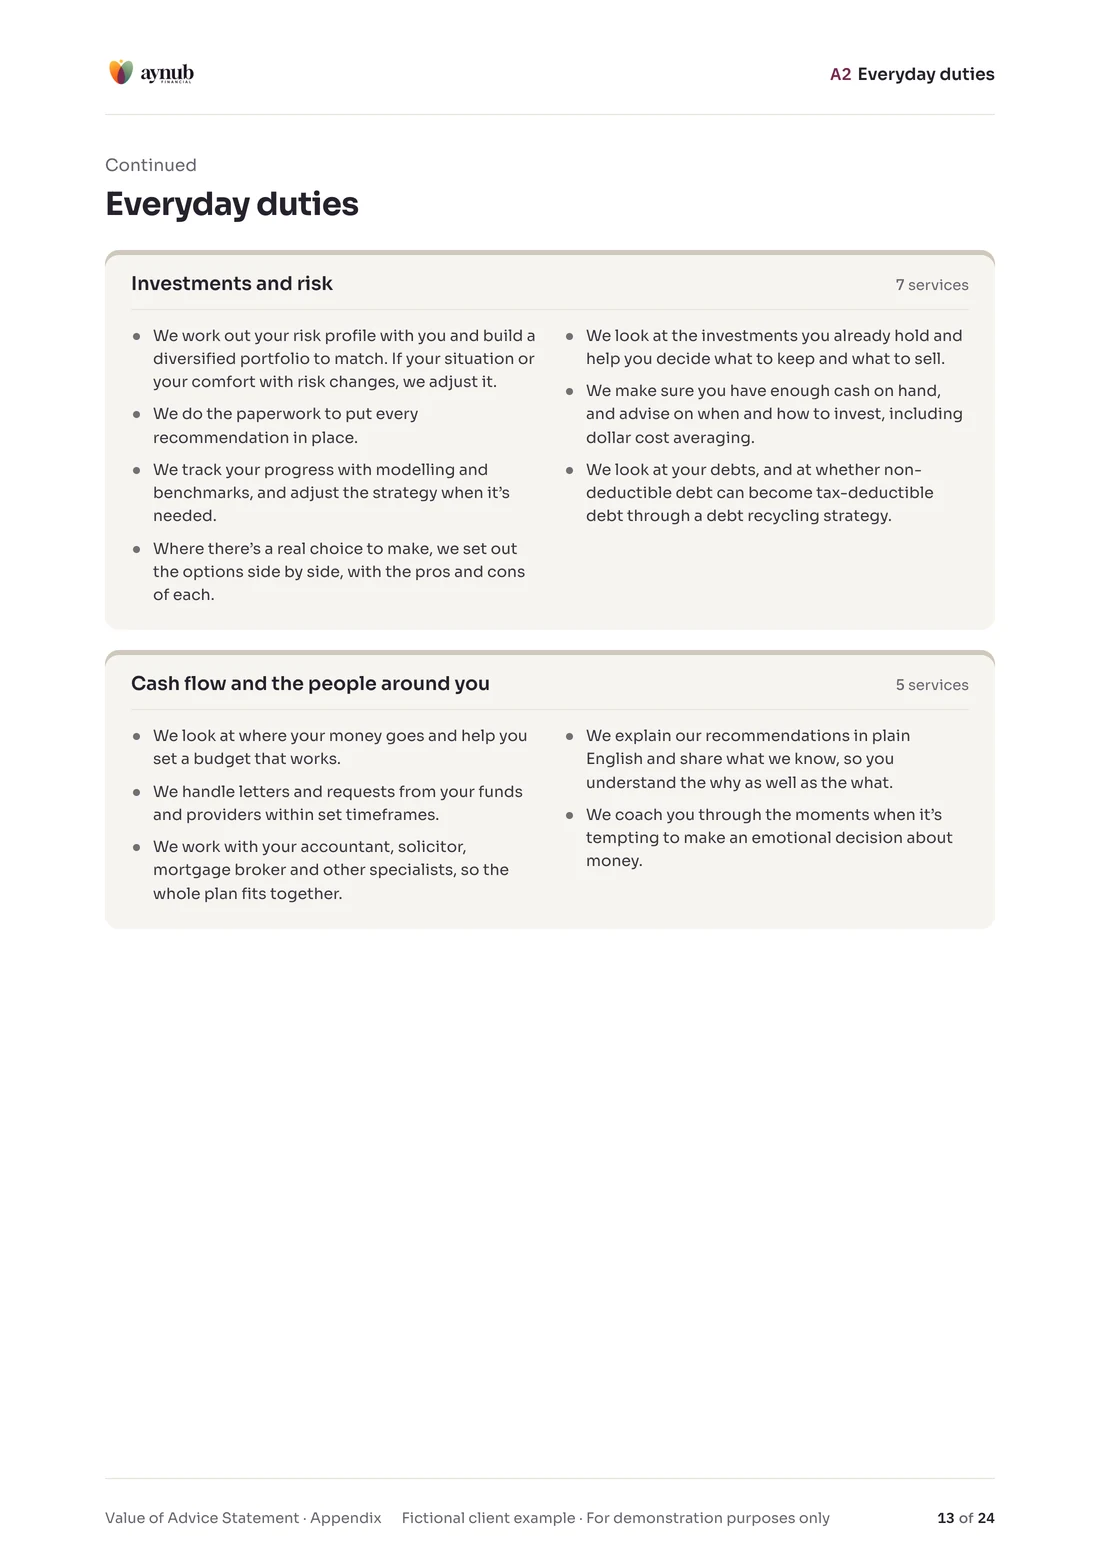 aynub
FINANCIAL
A2 Everyday duties
Continued
Everyday duties
Investments and risk
7 services
We work out your risk profile with you and build a
diversified portfolio to match. If your situation or
your comfort with risk changes, we adjust it.
We do the paperwork to put every
recommendation in place.
We track your progress with modelling and
benchmarks, and adjust the strategy when it’s
needed.
Where there’s a real choice to make, we set out
the options side by side, with the pros and cons
of each.
We look at the investments you already hold and
help you decide what to keep and what to sell.
We make sure you have enough cash on hand,
and advise on when and how to invest, including
dollar cost averaging.
We look at your debts, and at whether non-
deductible debt can become tax-deductible
debt through a debt recycling strategy.
Cash flow and the people around you
5 services
We look at where your money goes and help you
set a budget that works.
We handle letters and requests from your funds
and providers within set timeframes.
We work with your accountant, solicitor,
mortgage broker and other specialists, so the
whole plan fits together.
We explain our recommendations in plain
English and share what we know, so you
understand the why as well as the what.
We coach you through the moments when it’s
tempting to make an emotional decision about
money.
Value of Advice Statement · Appendix
Fictional client example · For demonstration purposes only
13 of 24